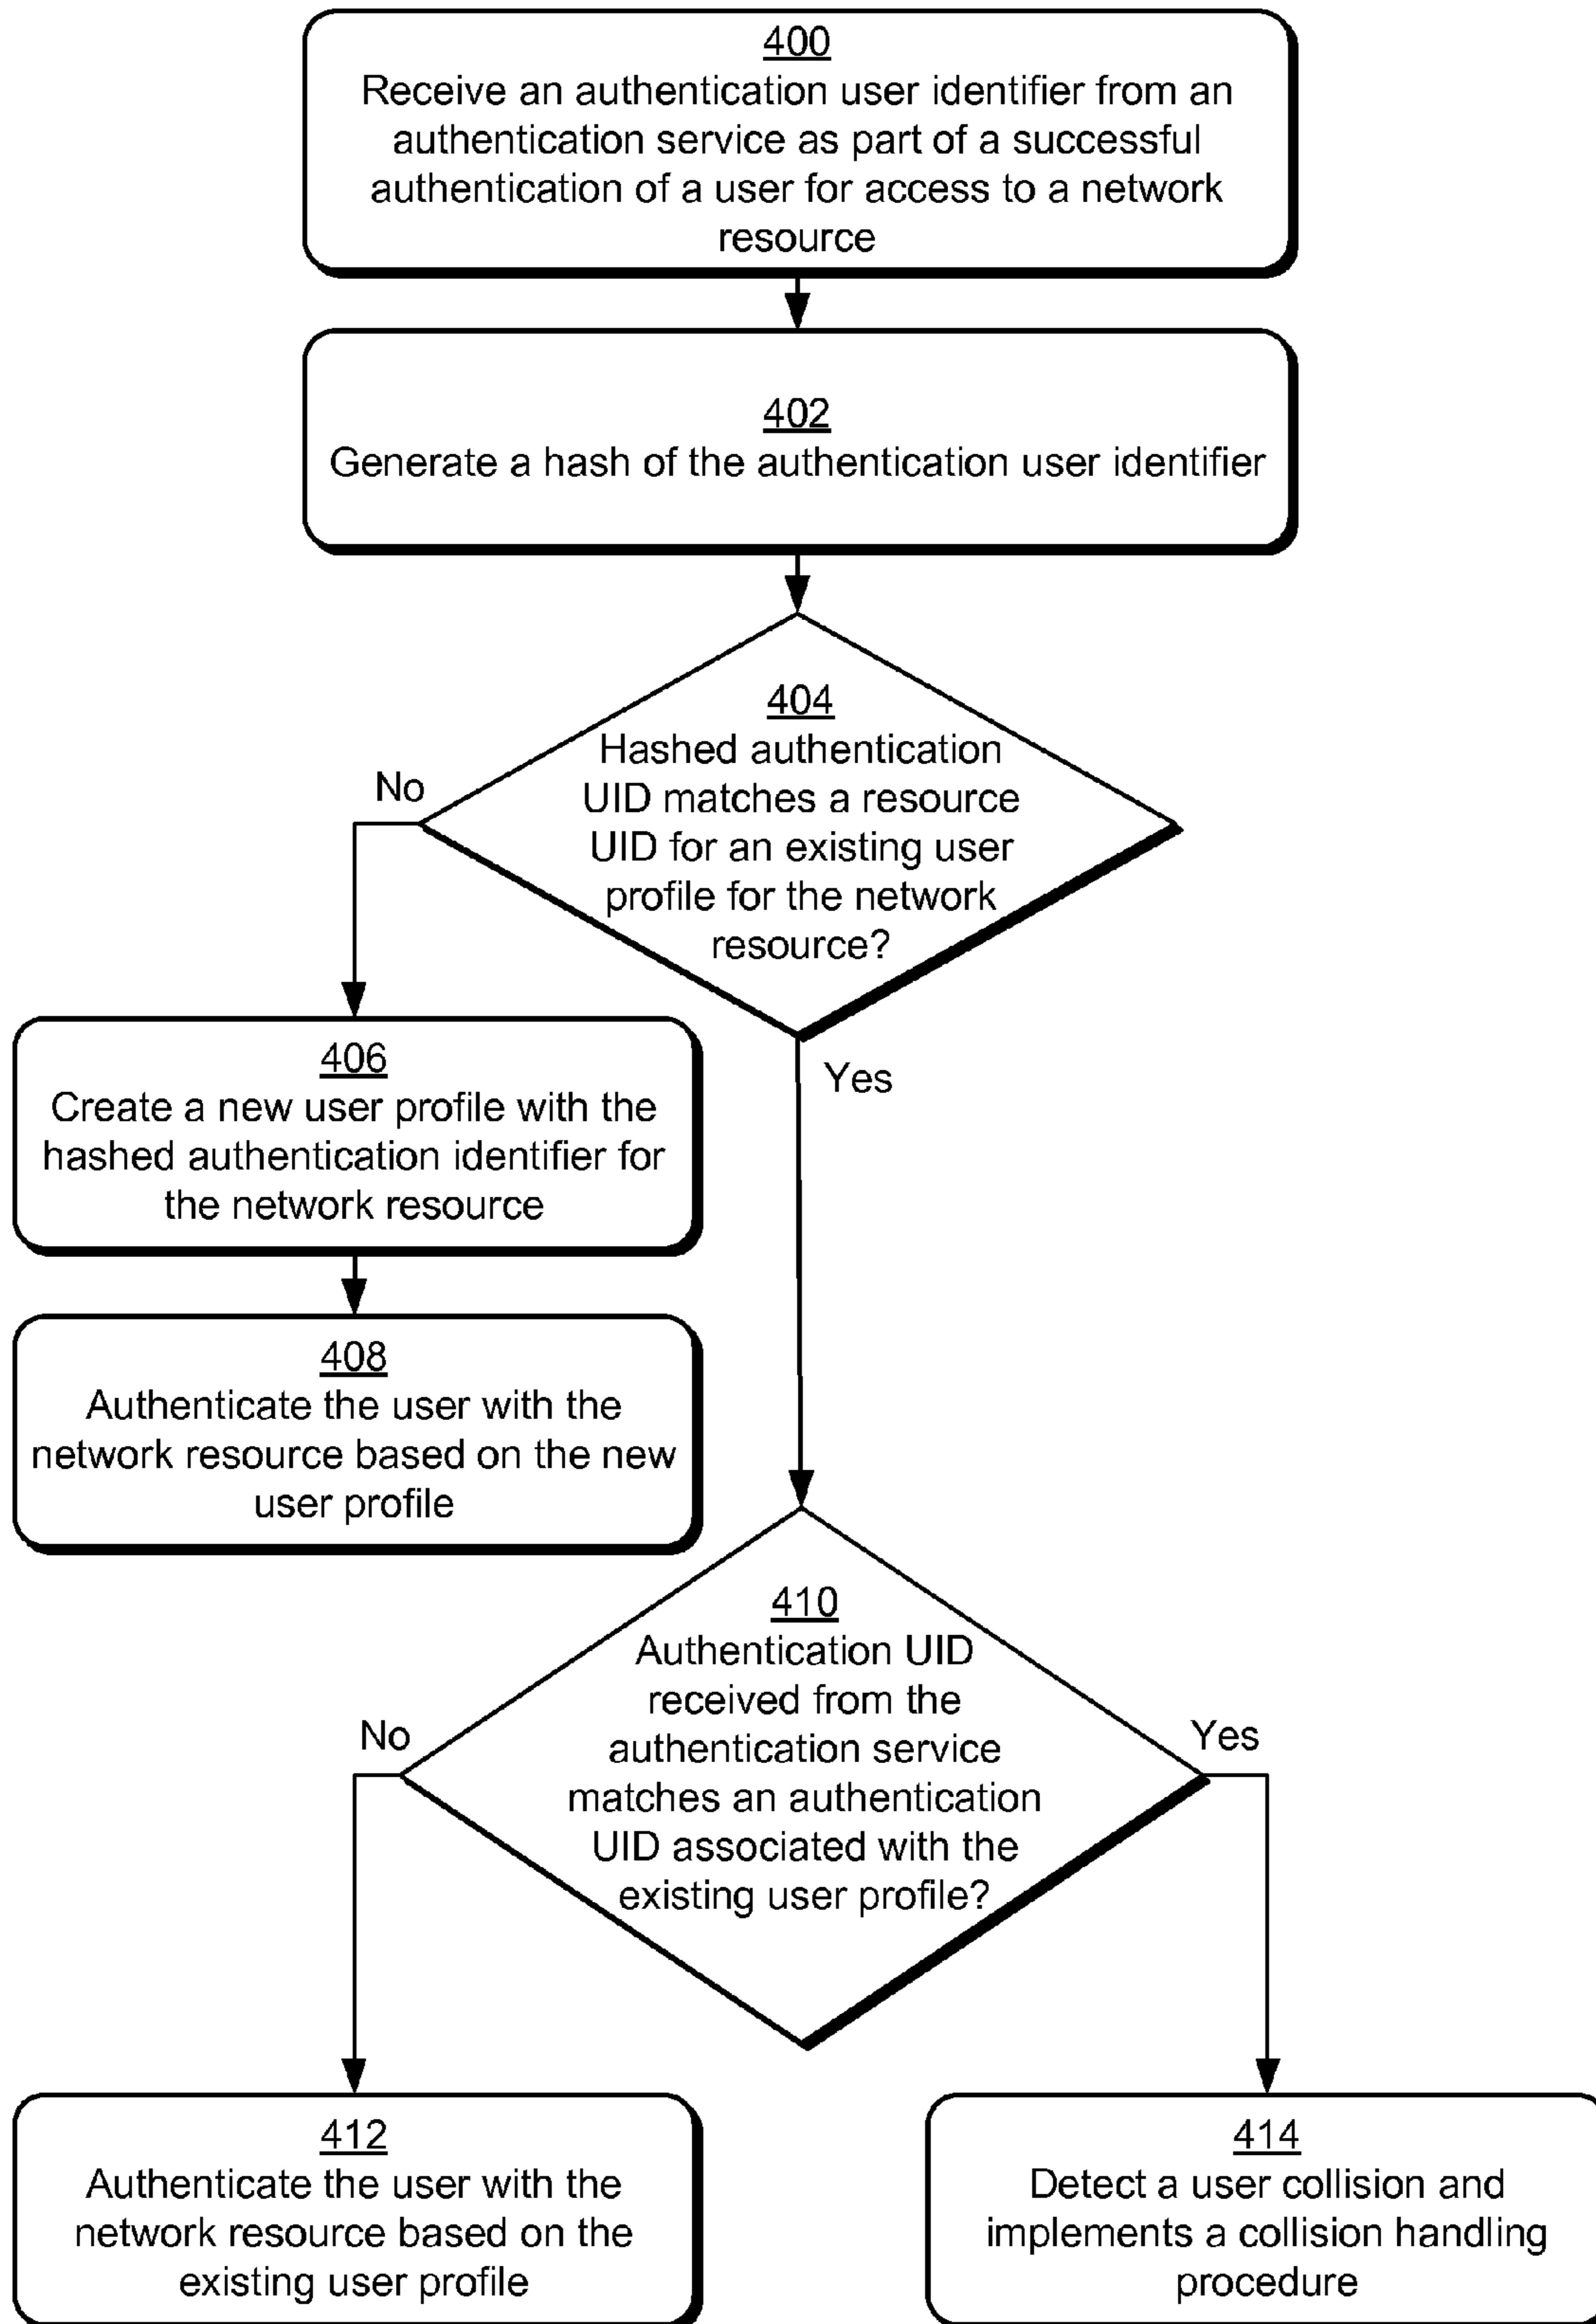 400
Receive an authentication user identifier from an
authentication service as part of a successful
authentication of a user for access to a network
resource
402
Generate a hash of the authentication user identifier
404
Hashed authentication
UID matches a resource
UID for an existing user
profile for the network
resource?
No
Yes
406
Create a new user profile with the
hashed authentication identifier for
the network resource
408
Authenticate the user with the
network resource based on the new
user profile
410
Authentication UID
received from the
authentication service
matches an authentication
UID associated with the
existing user profile?
No
Yes
412
Authenticate the user with the
network resource based on the
existing user profile
414
Detect a user collision and
implements a collision handling
procedure